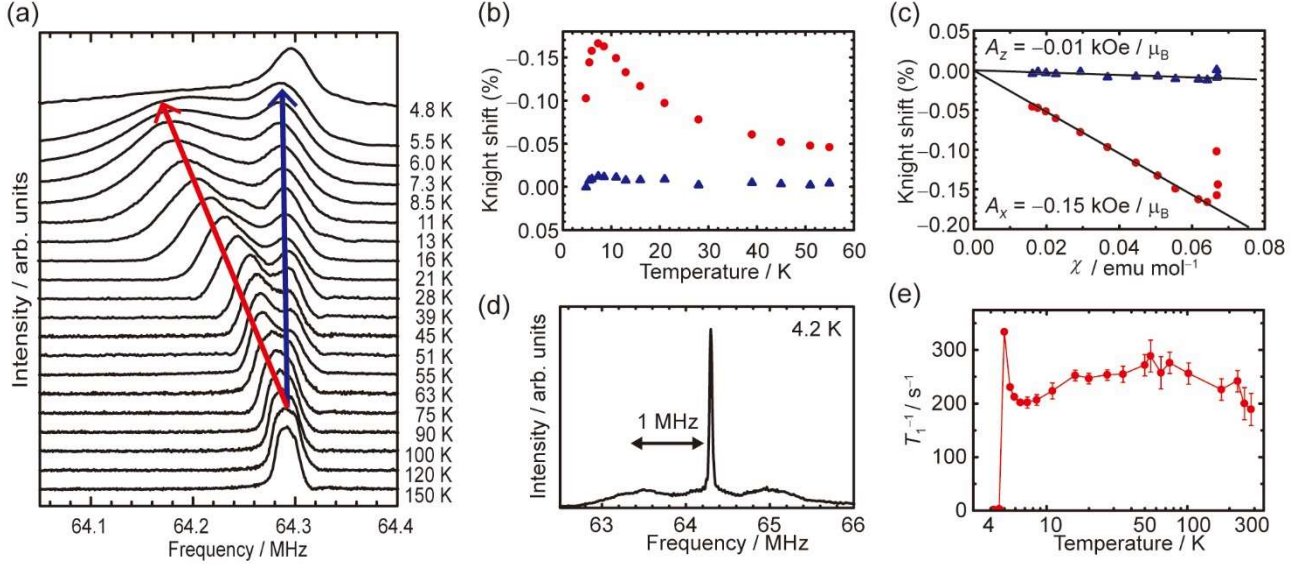 (a)
Intensity / arb. units
4.8 K
5.5 K
6.0 K
7.3 K
8.5 K
11 K
13 K
16 K
21 K
28 K
39 K
45 K
51 K
55 K
63 K
75 K
90 K
100 K
120 K
150 K
64.1 64.2 64.3 64.4
Frequency / MHz
(b)
Knight shift (%)
−0.15
−0.10
−0.05
0.00
0.05
0 10 20 30 40 50 60
Temperature / K
(c)
Knight shift (%)
A_z = −0.01 kOe / μ_B
0.00
−0.05
−0.10
−0.15
−0.20
A_x = −0.15 kOe / μ_B
0.02 0.04 0.06 0.08
χ / emu mol⁻¹
(d)
Intensity / arb. units
4.2 K
1 MHz
63 64 65 66
Frequency / MHz
(e)
T₁⁻¹ / s⁻¹
300
200
100
0
4 10 50 100 300
Temperature / K